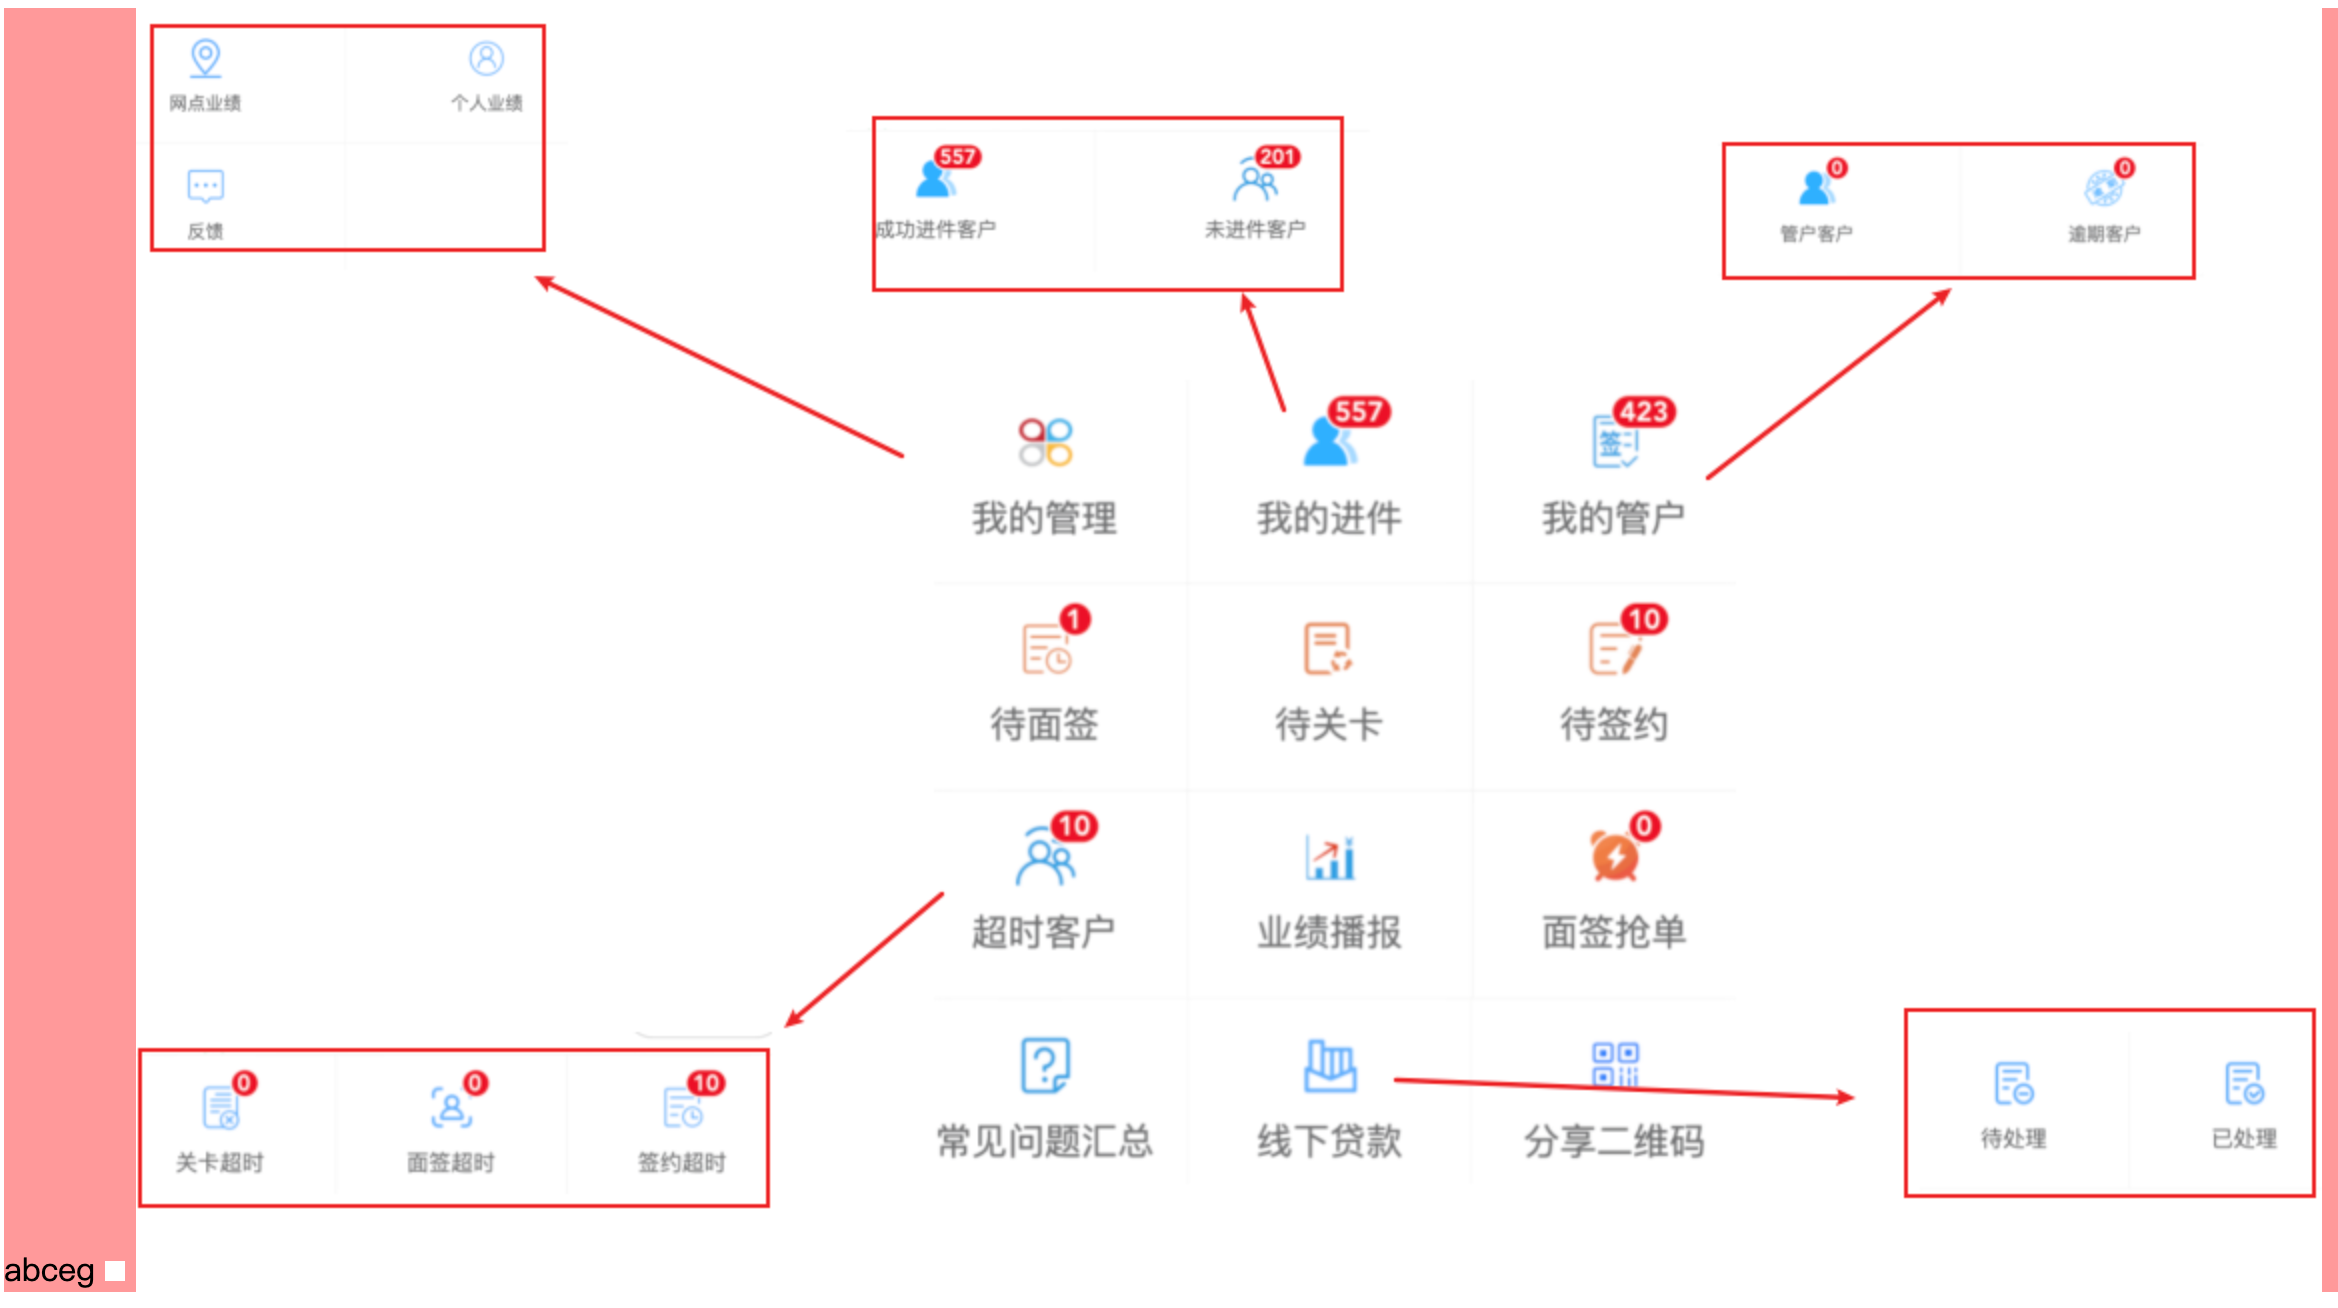 网点业绩 个人业绩
反馈
557 201
成功进件客户 未进件客户
0 0
管户客户 逾期客户
557 签 423
我的管理 我的进件 我的管户
1 10
待面签 待关卡 待签约
10 0
超时客户 业绩播报 面签抢单
常见问题汇总 线下贷款 分享二维码
0 0 10
关卡超时 面签超时 签约超时
待处理 已处理
abceg